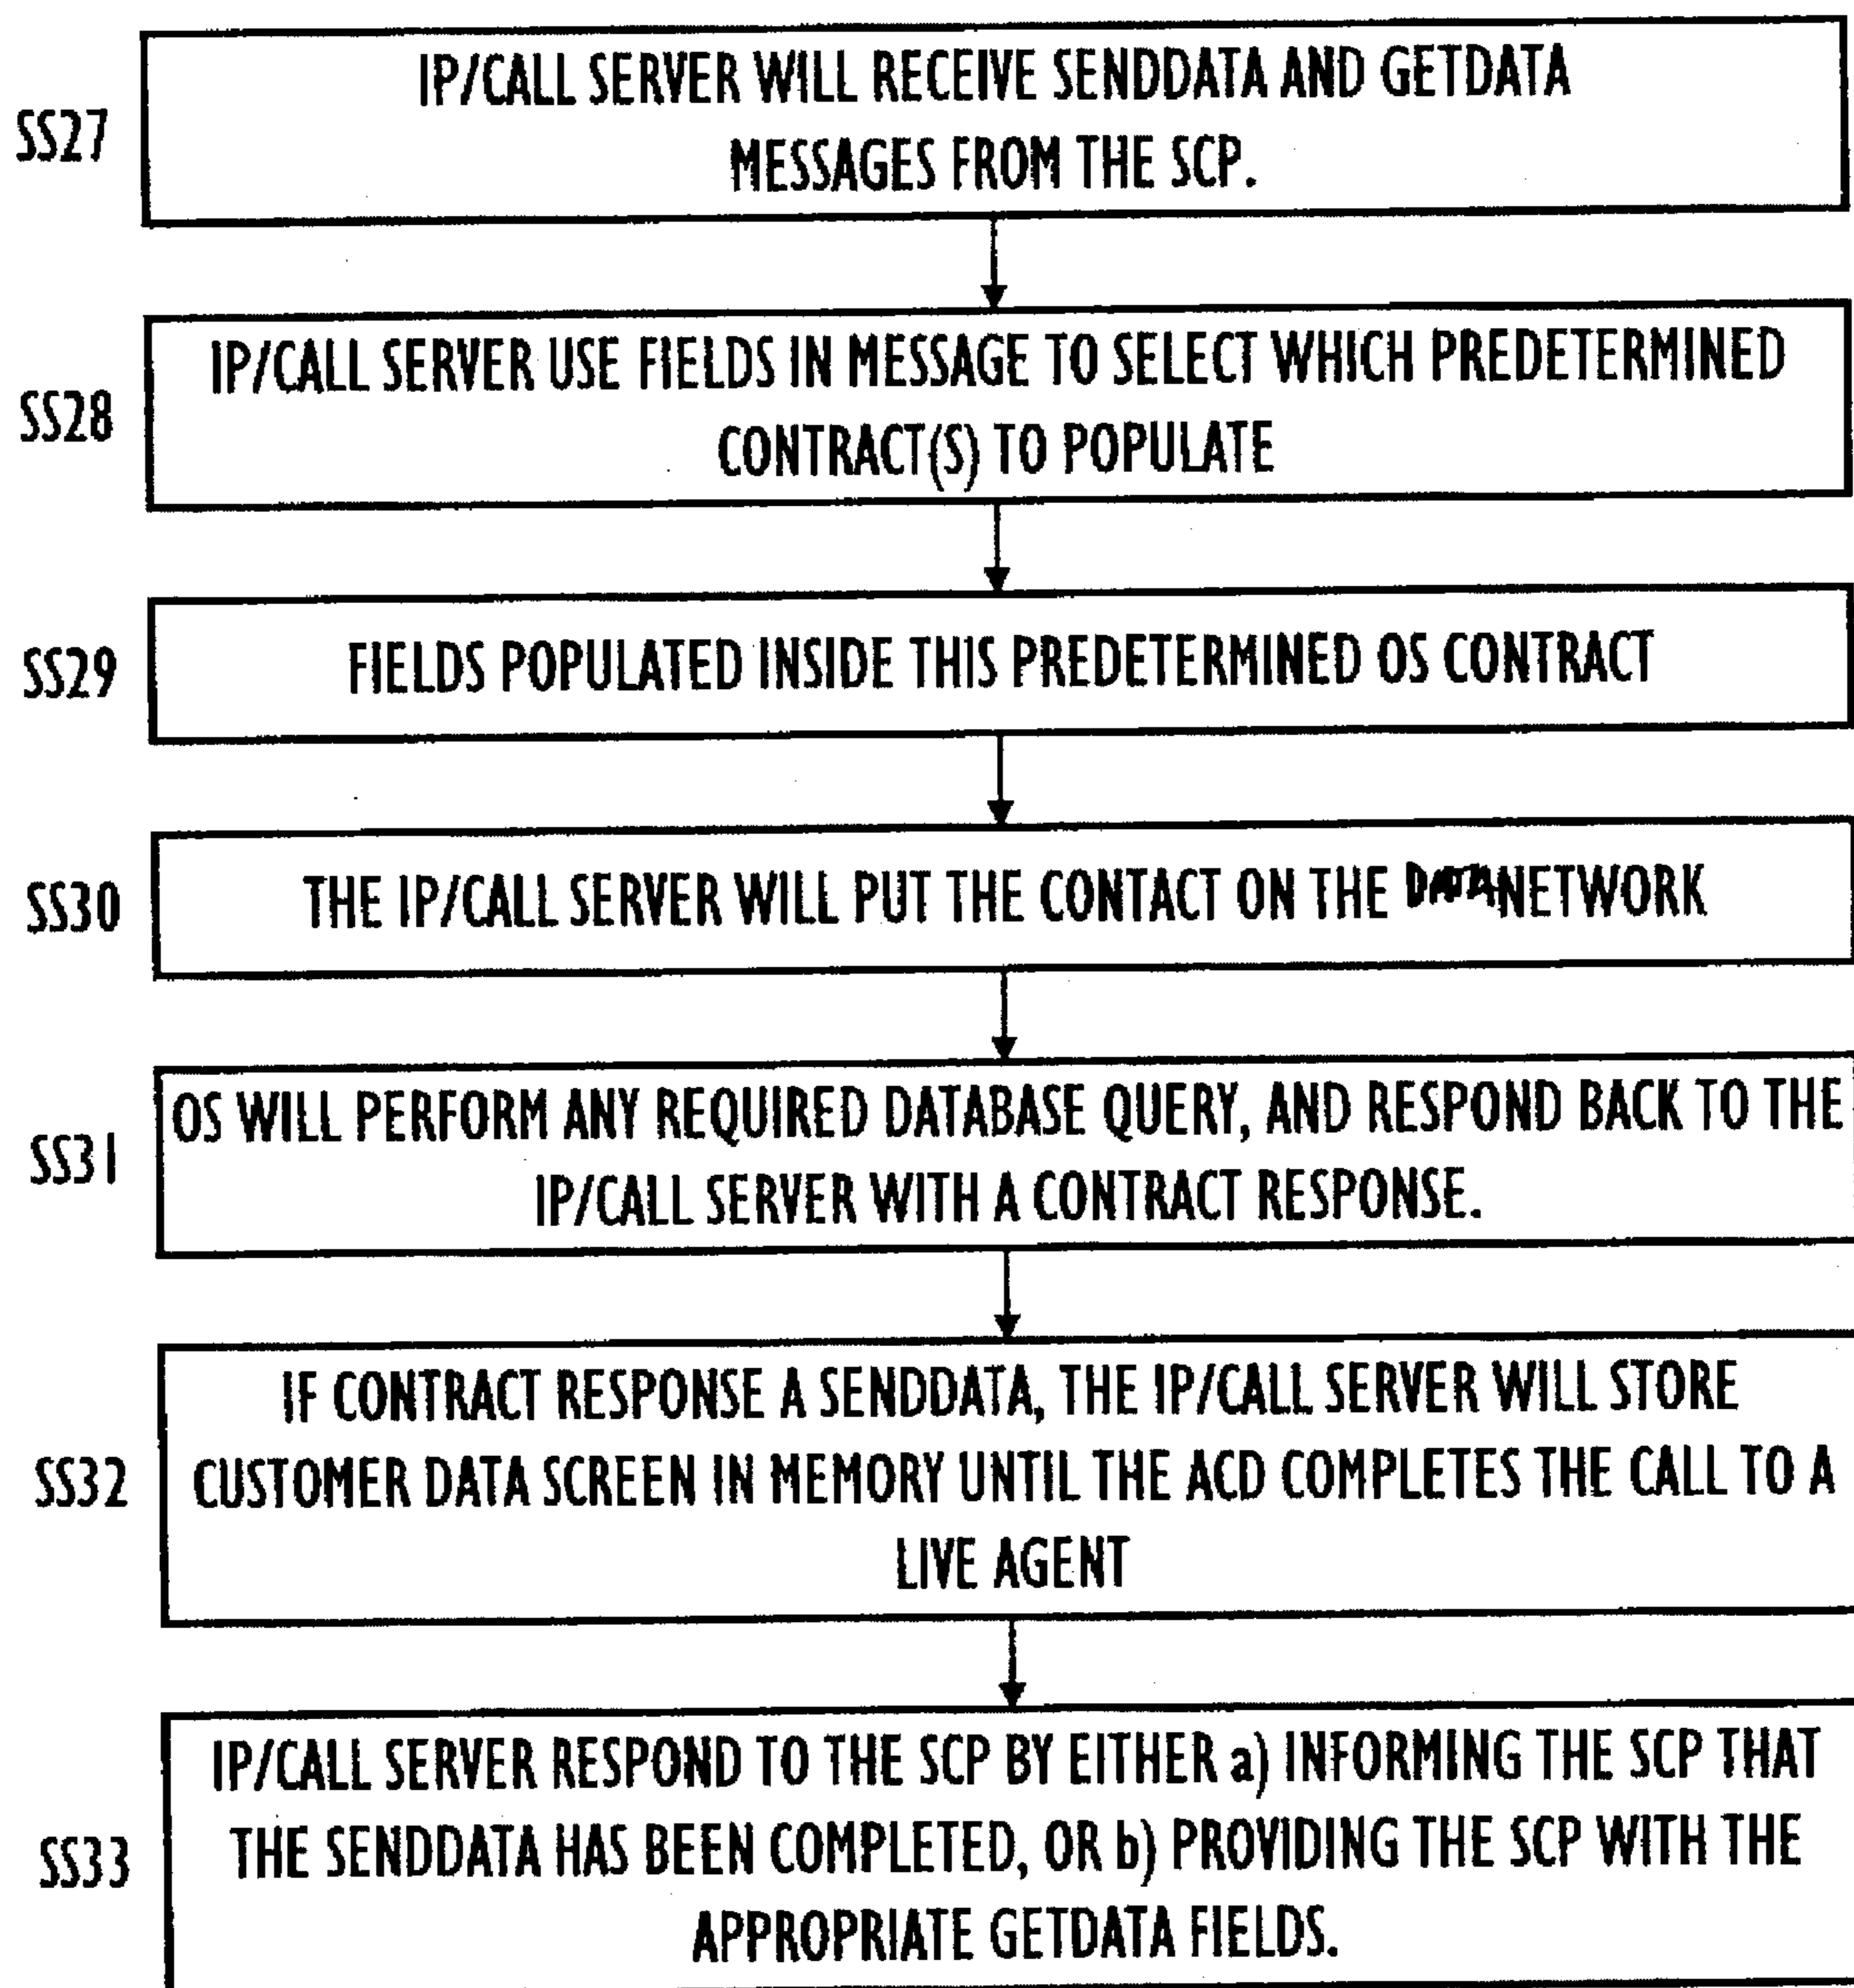 SS27
IP/CALL SERVER WILL RECEIVE SENDDATA AND GETDATA
MESSAGES FROM THE SCP.
SS28
IP/CALL SERVER USE FIELDS IN MESSAGE TO SELECT WHICH PREDETERMINED
CONTRACT(S) TO POPULATE
SS29
FIELDS POPULATED INSIDE THIS PREDETERMINED OS CONTRACT
SS30
THE IP/CALL SERVER WILL PUT THE CONTACT ON THE DATA NETWORK
SS31
OS WILL PERFORM ANY REQUIRED DATABASE QUERY, AND RESPOND BACK TO THE
IP/CALL SERVER WITH A CONTRACT RESPONSE.
SS32
IF CONTRACT RESPONSE A SENDDATA, THE IP/CALL SERVER WILL STORE
CUSTOMER DATA SCREEN IN MEMORY UNTIL THE ACD COMPLETES THE CALL TO A
LIVE AGENT
SS33
IP/CALL SERVER RESPOND TO THE SCP BY EITHER a) INFORMING THE SCP THAT
THE SENDDATA HAS BEEN COMPLETED, OR b) PROVIDING THE SCP WITH THE
APPROPRIATE GETDATA FIELDS.